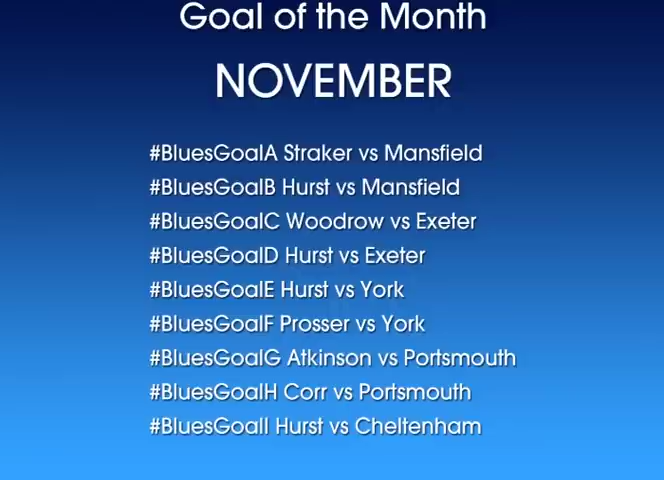 Goal of the Month
NOVEMBER
#BluesGoalA Straker vs Mansfield
#BluesGoalB Hurst vs Mansfield
#BluesGoalC Woodrow vs Exeter
#BluesGoalD Hurst vs Exeter
#BluesGoalE Hurst vs York
#BluesGoalF Prosser vs York
#BluesGoalG Atkinson vs Portsmouth
#BluesGoalH Corr vs Portsmouth
#BluesGoalI Hurst vs Cheltenham